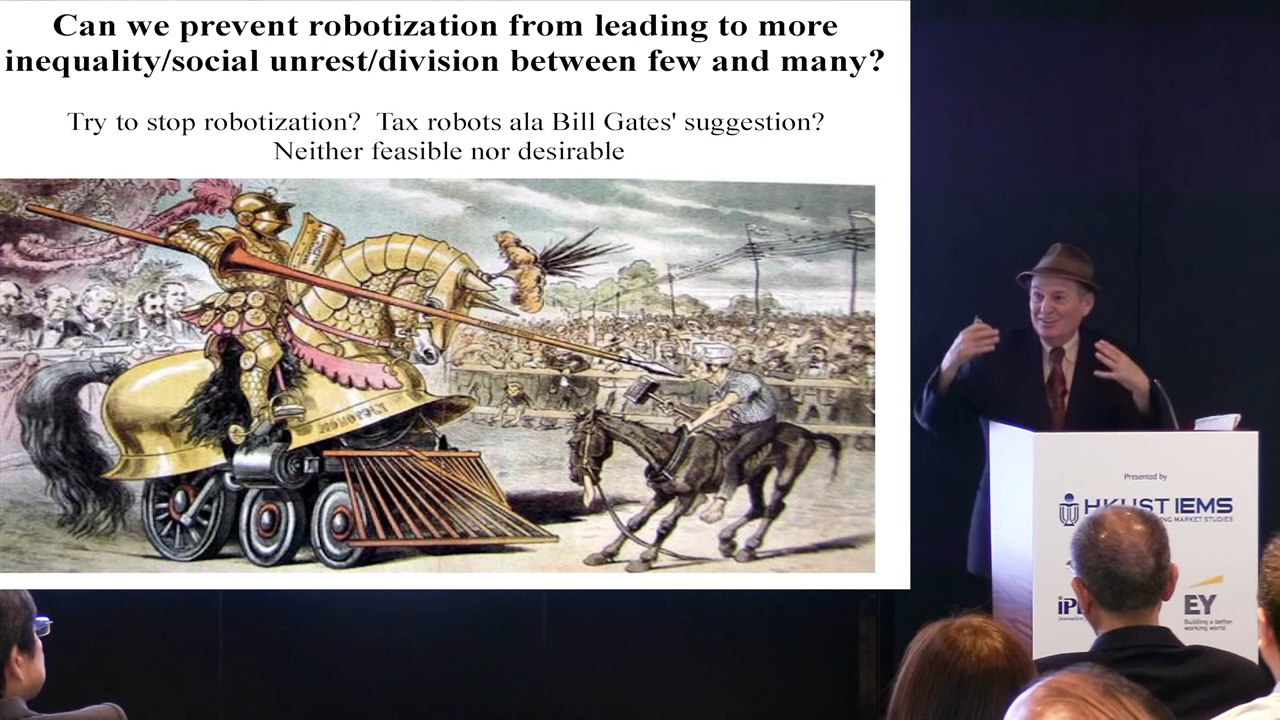 Can we prevent robotization from leading to more
inequality/social unrest/division between few and many?
Try to stop robotization?  Tax robots ala Bill Gates' suggestion?
Neither feasible nor desirable
MONOPOLY
Presented by
HKUST IEMS
MARKET STUDIES
EY
Building a better
working world